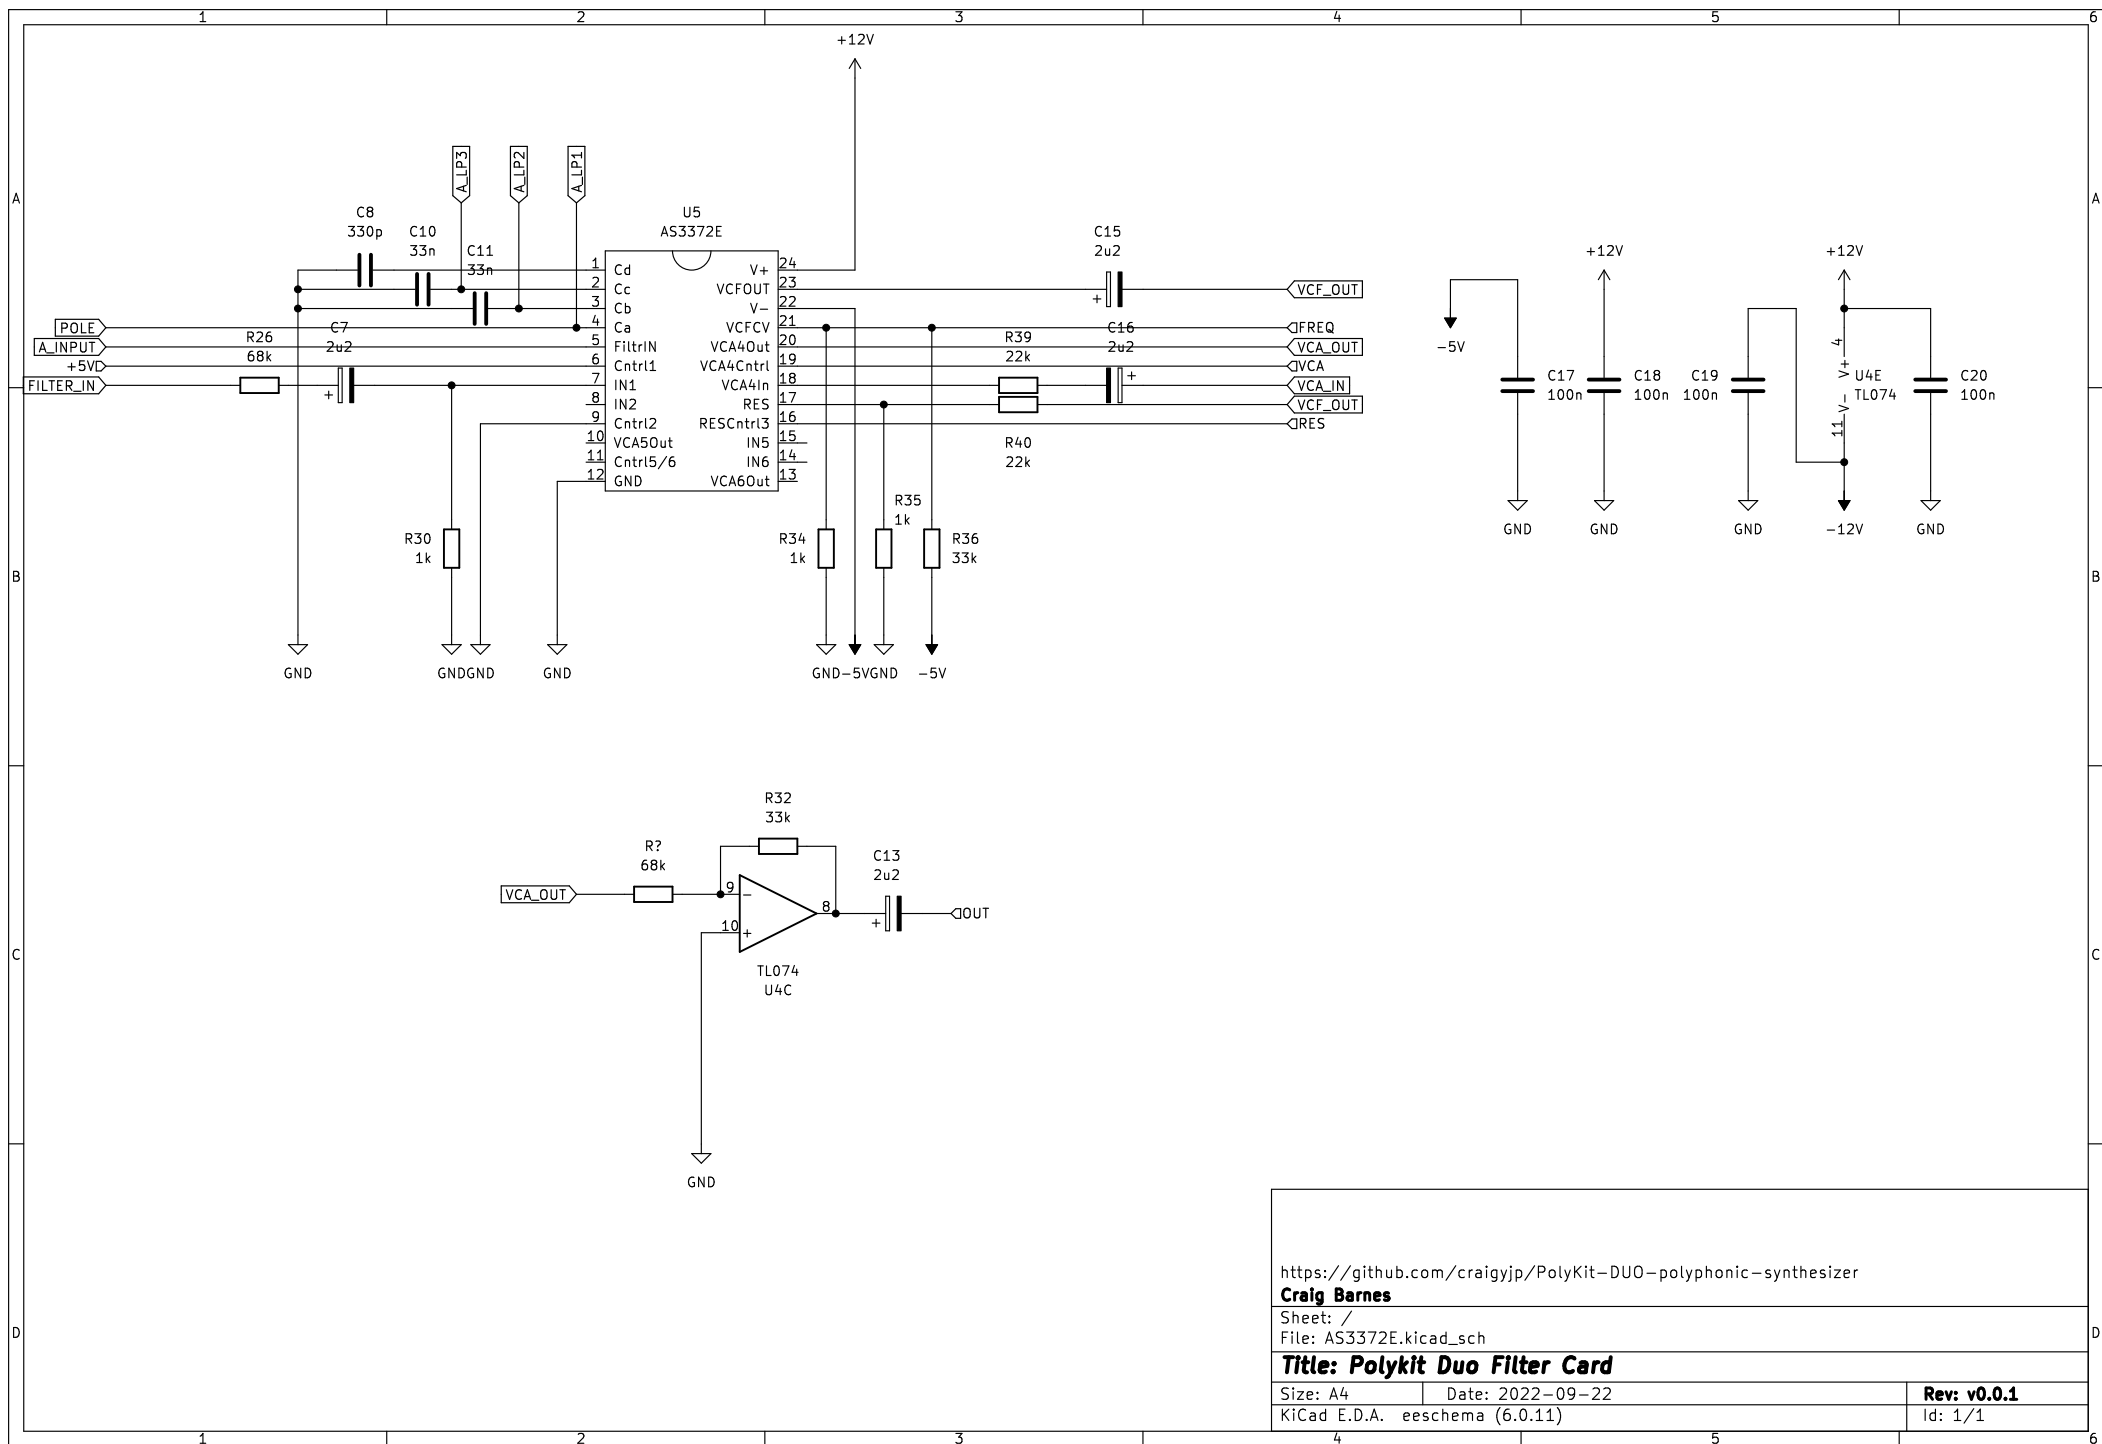 1 2 3 4 5 6
+12V
A_LP3
A_LP2
A_LP1
A
A
C8
330p
C10
33n
C11
33n
U5
AS3372E
C15
2u2
1 Cd
2 Cc
3 Cb
4 Ca
5 FiltrIN
6 Cntrl1
7 IN1
8 IN2
9 Cntrl2
10 VCA5Out
11 Cntrl5/6
12 GND
V+ 24
VCFOUT 23
V- 22
VCFCV 21
VCA4Out 20
VCA4Cntrl 19
VCA4In 18
RES 17
RESCntrl3 16
IN5 15
IN6 14
VCA6Out 13
POLE
A_INPUT
+5V
FILTER_IN
R26
68k
C7
2u2
+
+
VCF_OUT
FREQ
VCA_OUT
VCA
VCA_IN
VCF_OUT
RES
R39
22k
C16
2u2
+
R40
22k
R30
1k
R34
1k
R35
1k
R36
33k
GND
GND
GND
GND
GND
-5V
GND
-5V
-5V
C17
100n
GND
+12V
C18
100n
GND
+12V
C19
100n
GND
4
V+
U4E
TL074
V-
11
-12V
C20
100n
GND
B
B
R32
33k
R?
68k
VCA_OUT
9
-
10
+
8
C13
2u2
+
OUT
TL074
U4C
GND
C
C
https://github.com/craigyjp/PolyKit-DUO-polyphonic-synthesizer
Craig Barnes
Sheet: /
File: AS3372E.kicad_sch
Title: Polykit Duo Filter Card
Size: A4 Date: 2022-09-22 Rev: v0.0.1
KiCad E.D.A. eeschema (6.0.11) Id: 1/1
D
D
1 2 3 4 5 6